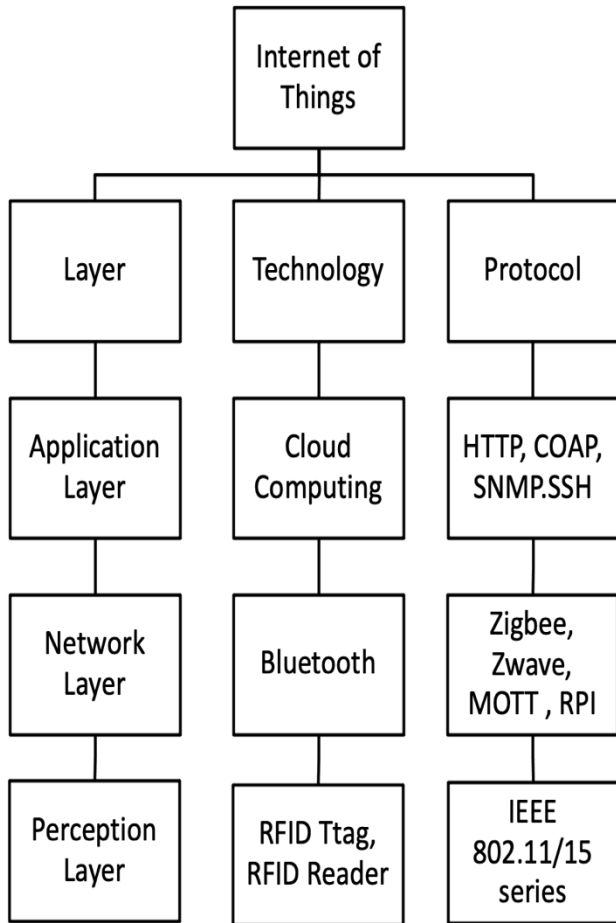 Internet of
Things
Layer
Technology
Protocol
Application
Layer
Cloud
Computing
HTTP, COAP,
SNMP.SSH
Network
Layer
Bluetooth
Zigbee,
Zwave,
MOTT , RPI
Perception
Layer
RFID Ttag,
RFID Reader
IEEE
802.11/15
series